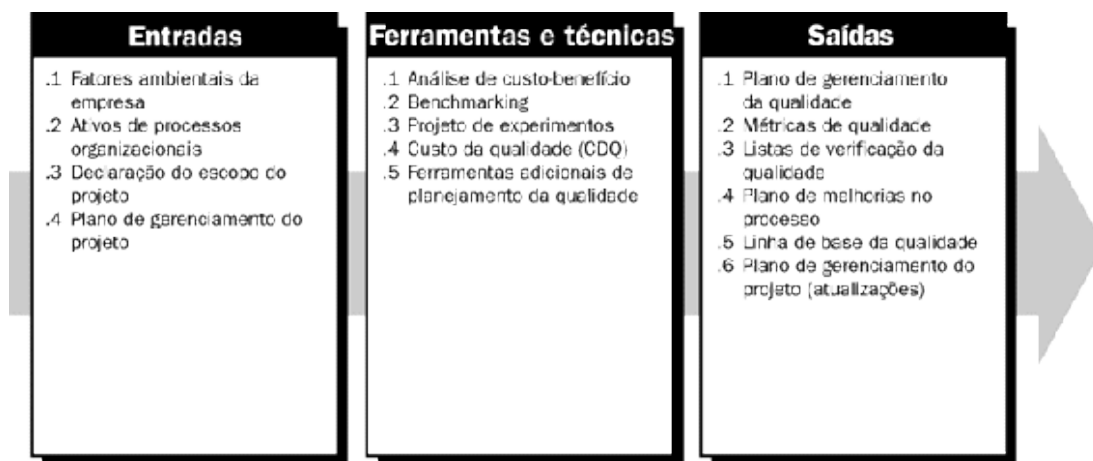 Entradas
.1 Fatores ambientais da
empresa
.2 Ativos de processos
organizacionais
.3 Declaração do escopo do
projeto
.4 Plano de gerenciamento do
projeto
Ferramentas e técnicas
.1 Análise de custo-benefício
.2 Benchmarking
.3 Projeto de experimentos
.4 Custo da qualidade (CDQ)
.5 Ferramentas adicionais de
planejamento da qualidade
Saídas
.1 Plano de gerenciamento
da qualidade
.2 Métricas de qualidade
.3 Listas de verificação da
qualidade
.4 Plano de melhorias no
processo
.5 Linha de base da qualidade
.6 Plano de gerenciamento do
projeto (atualizações)